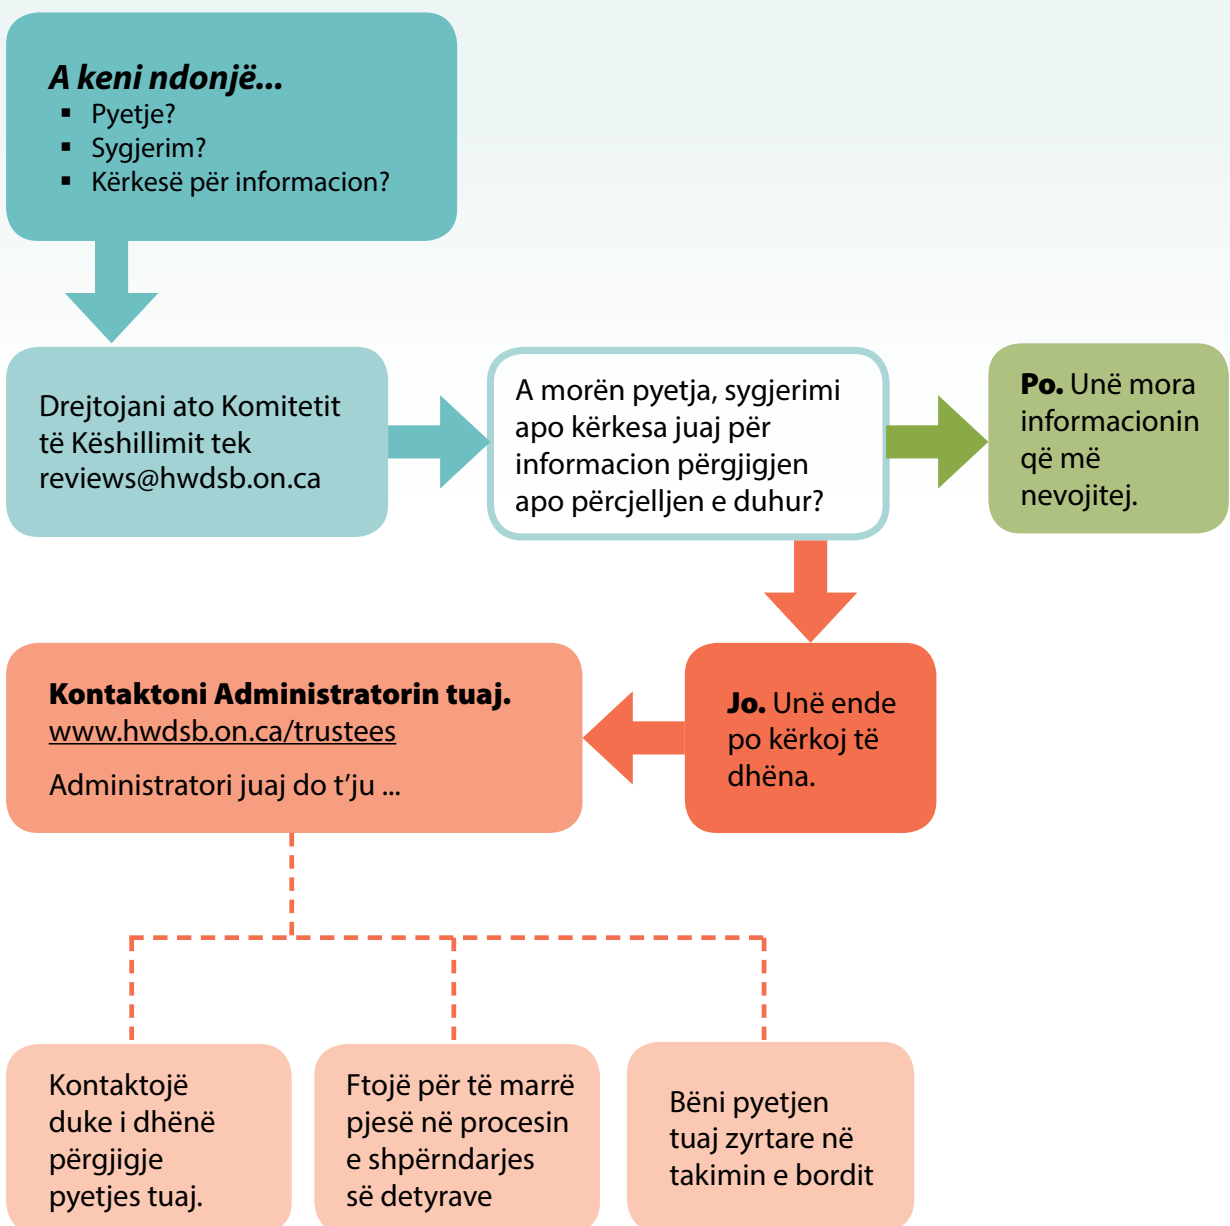 A keni ndonjë...
▪ Pyetje?
▪ Sygjerim?
▪ Kërkesë për informacion?
Drejtojani ato Komitetit
të Këshillimit tek
reviews@hwdsb.on.ca
A morën pyetja, sygjerimi
apo kërkesa juaj për
informacion përgjigjen
apo përcjelljen e duhur?
Po. Unë mora
informacionin
që më
nevojitej.
Jo. Unë ende
po kërkoj të
dhëna.
Kontaktoni Administratorin tuaj.
www.hwdsb.on.ca/trustees
Administratori juaj do t’ju ...
Kontaktojë
duke i dhënë
përgjigje
pyetjes tuaj.
Ftojë për të marrë
pjesë në procesin
e shpërndarjes
së detyrave
Bëni pyetjen
tuaj zyrtare në
takimin e bordit